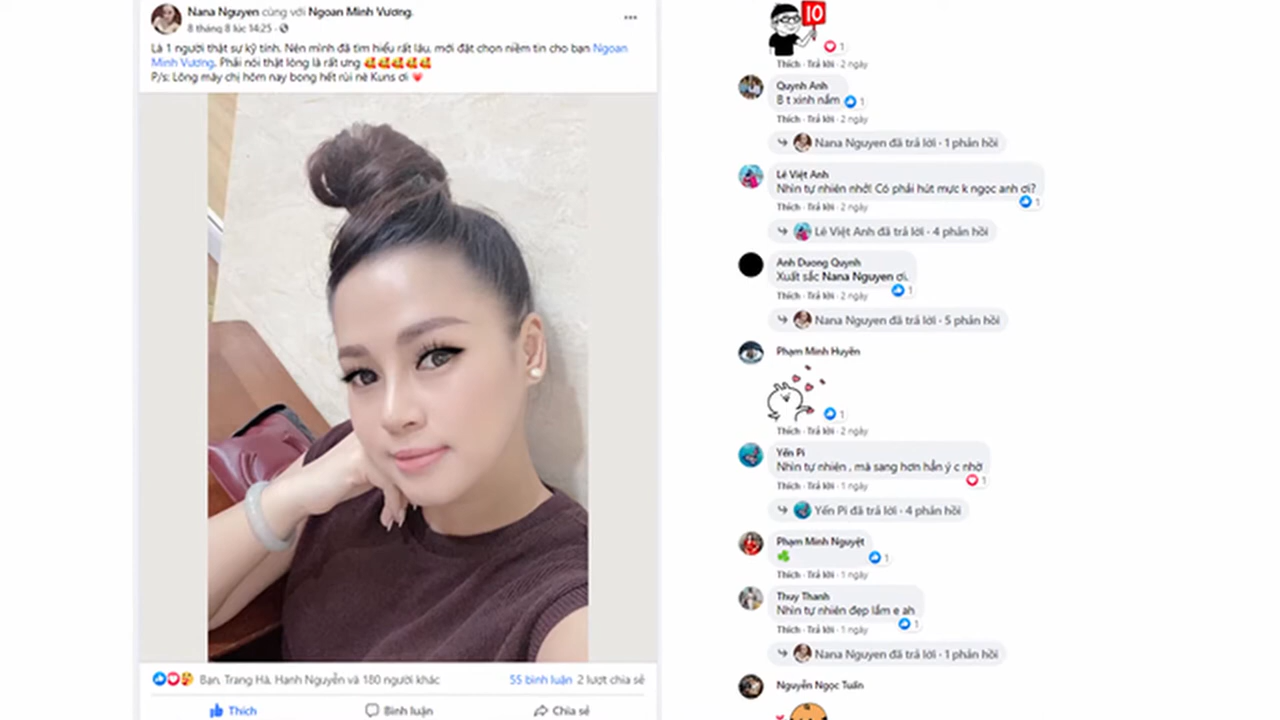 Nana Nguyen cùng với Ngoan Minh Vương.
8 tháng 8 lúc 14:25
Là 1 người thật sự kỹ tính. Nên mình đã tìm hiểu rất lâu, mới đặt chọn niềm tin cho bạn Ngoan
Minh Vương. Phải nói thật lòng là rất ưng 🥰🥰🥰🥰🥰
P/s: Lông mày chị hôm nay bong hết rùi nè Kuns ơi
Bạn, Trang Hà, Hạnh Nguyễn và 180 người khác
55 bình luận 2 lượt chia sẻ
Thích
Bình luận
Chia sẻ
10
1
Thích · Trả lời · 2 ngày
Quynh Anh
B t xinh nắm
1
Thích · Trả lời · 2 ngày
Nana Nguyen đã trả lời · 1 phản hồi
Lê Việt Anh
Nhìn tự nhiên nhở! Có phải hút mực k ngọc anh ơi?
1
Thích · Trả lời · 2 ngày
Lê Việt Anh đã trả lời · 4 phản hồi
Anh Duong Quynh
Xuất sắc Nana Nguyen ơi.
1
Thích · Trả lời · 2 ngày
Nana Nguyen đã trả lời · 5 phản hồi
Phạm Minh Huyền
1
Thích · Trả lời · 2 ngày
Yến Pi
Nhìn tự nhiên , mà sang hơn hẳn ý c nhờ
1
Thích · Trả lời · 1 ngày
Yến Pi đã trả lời · 4 phản hồi
Phạm Minh Nguyệt
1
Thích · Trả lời · 1 ngày
Thuy Thanh
Nhìn tự nhiên đẹp lắm e ah
1
Thích · Trả lời · 1 ngày
Nana Nguyen đã trả lời · 1 phản hồi
Nguyễn Ngọc Tuấn